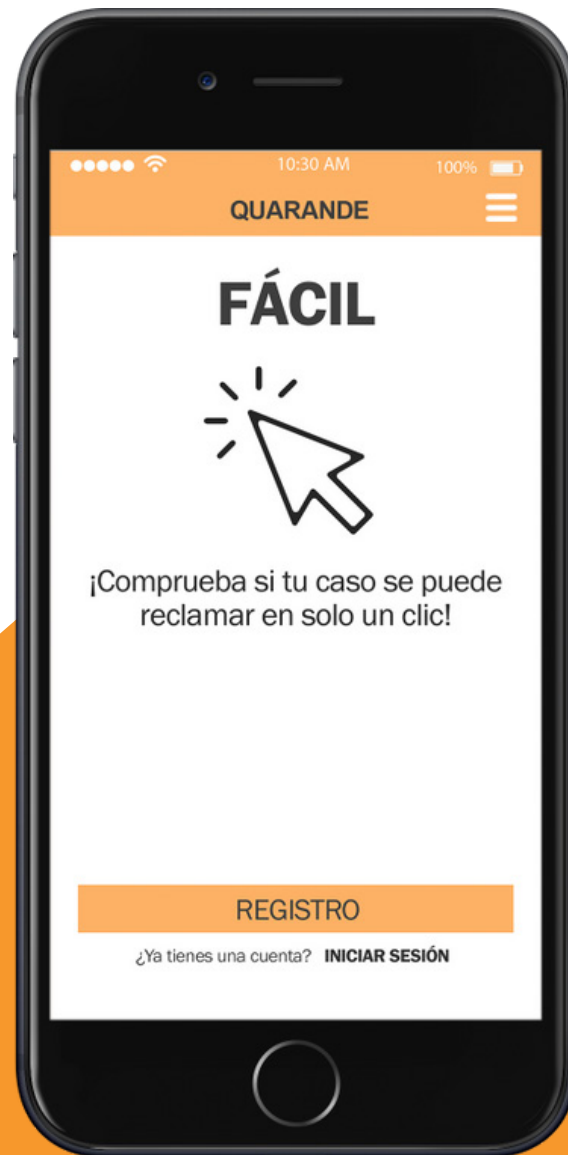 10:30 AM
100%
QUARANDE
FÁCIL
¡Comprueba si tu caso se puede
reclamar en solo un clic!
REGISTRO
¿Ya tienes una cuenta? INICIAR SESIÓN